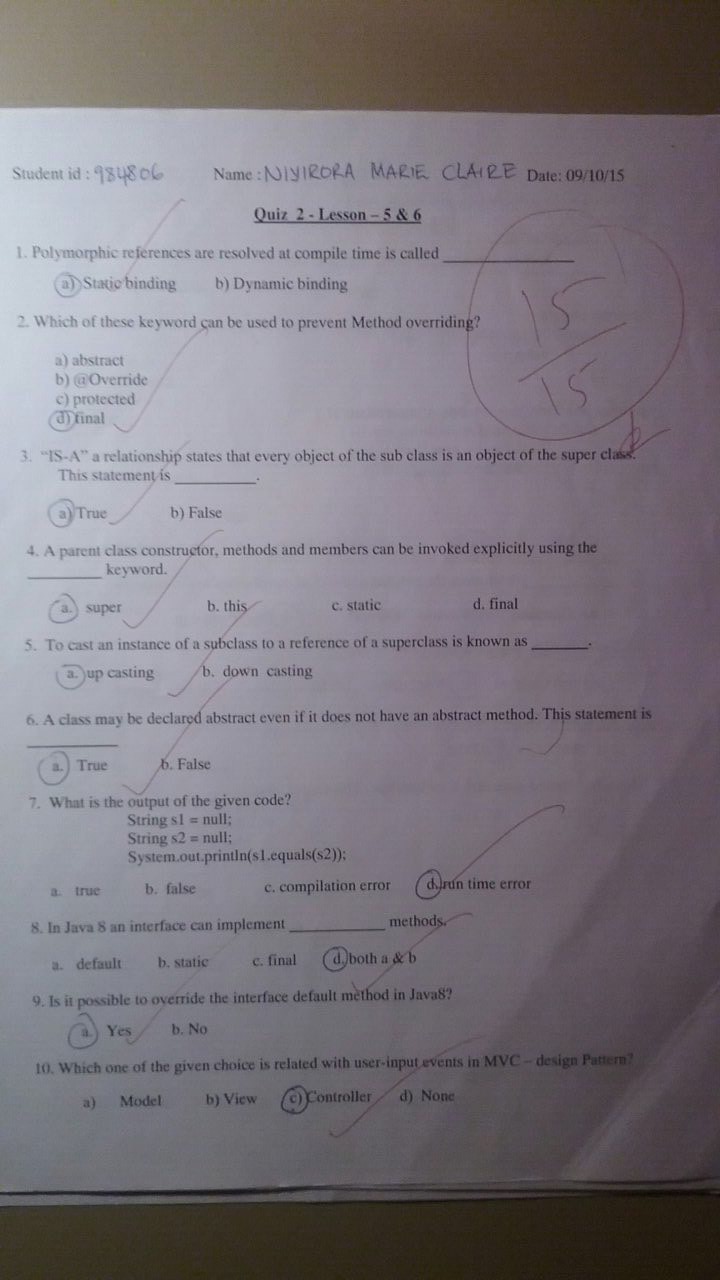 Student id : 984806 Name : NIYIRORA MARIE CLAIRE Date: 09/10/15
Quiz 2 - Lesson – 5 & 6
1. Polymorphic references are resolved at compile time is called ______________
a) Static binding b) Dynamic binding
15
2. Which of these keyword can be used to prevent Method overriding?
15
a) abstract
b) @Override
c) protected
d) final
3. “IS-A” a relationship states that every object of the sub class is an object of the super class.
This statement is __________.
a) True b) False
4. A parent class constructor, methods and members can be invoked explicitly using the
_________ keyword.
a. super b. this c. static d. final
5. To cast an instance of a subclass to a reference of a superclass is known as _______.
a. up casting b. down casting
6. A class may be declared abstract even if it does not have an abstract method. This statement is
___________
a. True b. False
7. What is the output of the given code?
String s1 = null;
String s2 = null;
System.out.println(s1.equals(s2));
a. true b. false c. compilation error d. run time error
8. In Java 8 an interface can implement ____________ methods.
a. default b. static c. final d. both a & b
9. Is it possible to override the interface default method in Java8?
a. Yes b. No
10. Which one of the given choice is related with user-input events in MVC – design Pattern?
a) Model b) View c) Controller d) None